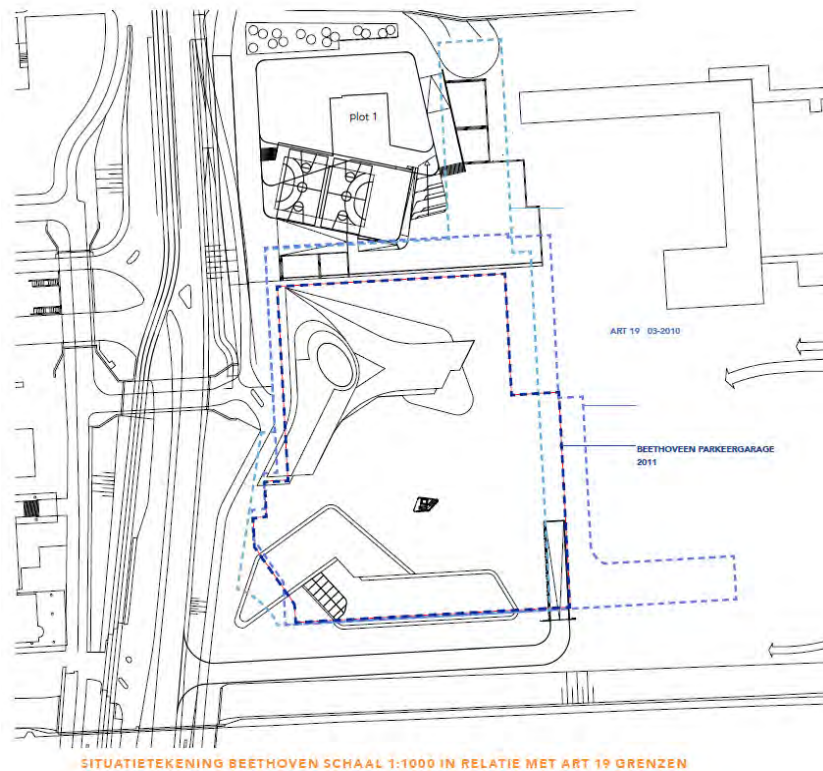 plot 1
ART 19 03-2010
BEETHOVEEN PARKEERGARAGE
2011
SITUATIETEKENING BEETHOVEN SCHAAL 1:1000 IN RELATIE MET ART 19 GRENZEN